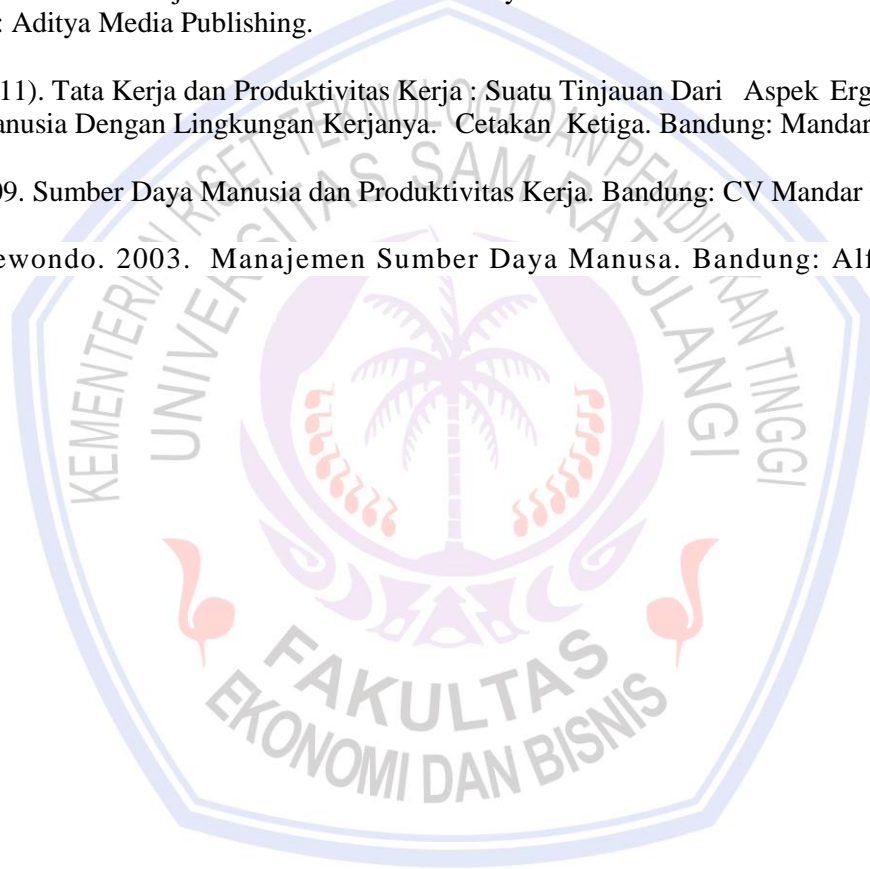 : Aditya Media Publishing.
11). Tata Kerja dan Produktivitas Kerja : Suatu Tinjauan Dari Aspek Erg
anusia Dengan Lingkungan Kerjanya. Cetakan Ketiga. Bandung: Mandar
09. Sumber Daya Manusia dan Produktivitas Kerja. Bandung: CV Mandar
ewondo. 2003. Manajemen Sumber Daya Manusa. Bandung: Alf
KEMENTERIAN RISET TEKNOLOGI DAN PENDIDIKAN TINGGI
UNIVERSITAS SAM RATULANGI
FAKULTAS
EKONOMI DAN BISNIS